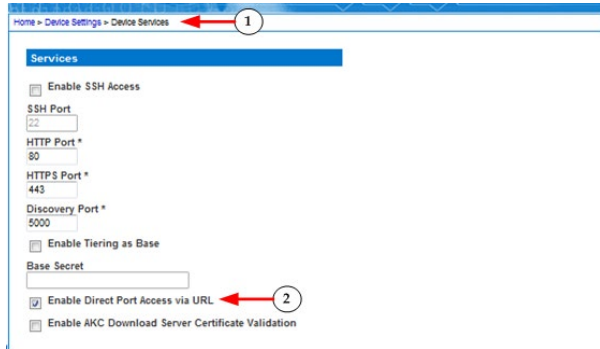 Home > Device Settings > Device Services
1
Services
Enable SSH Access
SSH Port
22
HTTP Port *
80
HTTPS Port *
443
Discovery Port *
5000
Enable Tiering as Base
Base Secret
Enable Direct Port Access via URL
2
Enable AKC Download Server Certificate Validation